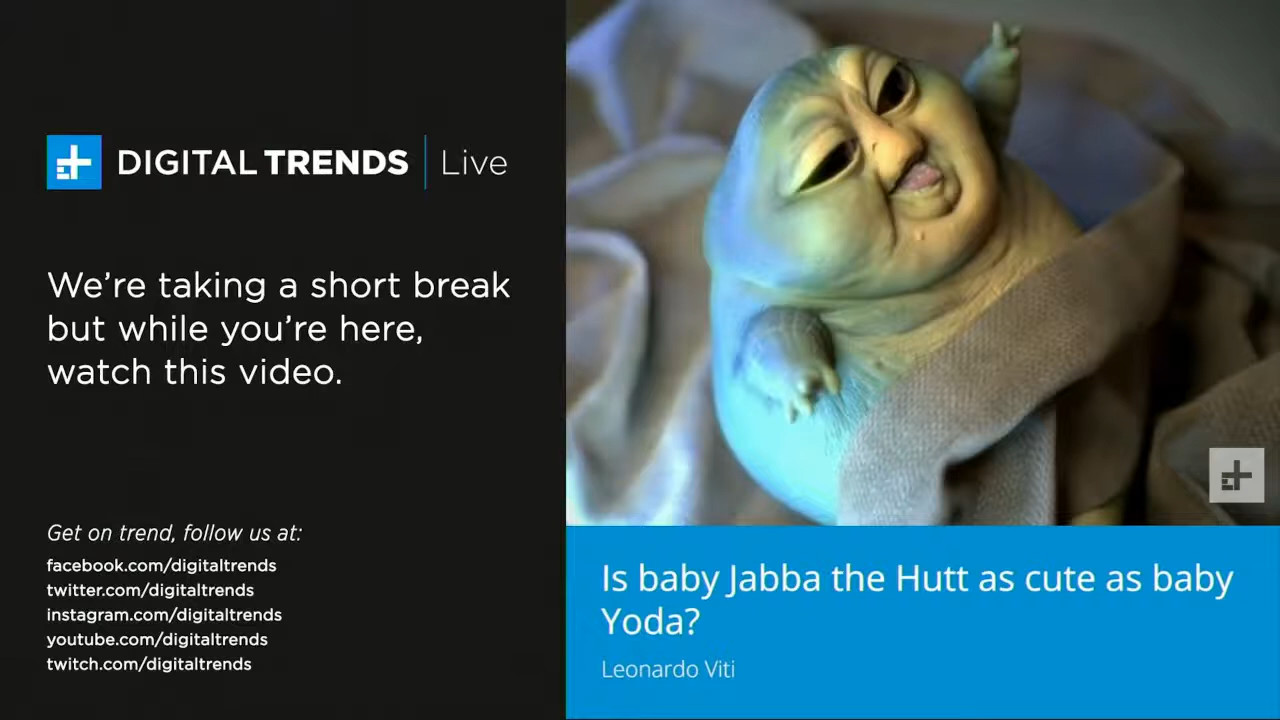 DIGITAL TRENDS | Live
We're taking a short break
but while you're here,
watch this video.
Get on trend, follow us at:
facebook.com/digitaltrends
twitter.com/digitaltrends
instagram.com/digitaltrends
youtube.com/digitaltrends
twitch.com/digitaltrends
Is baby Jabba the Hutt as cute as baby
Yoda?
Leonardo Viti